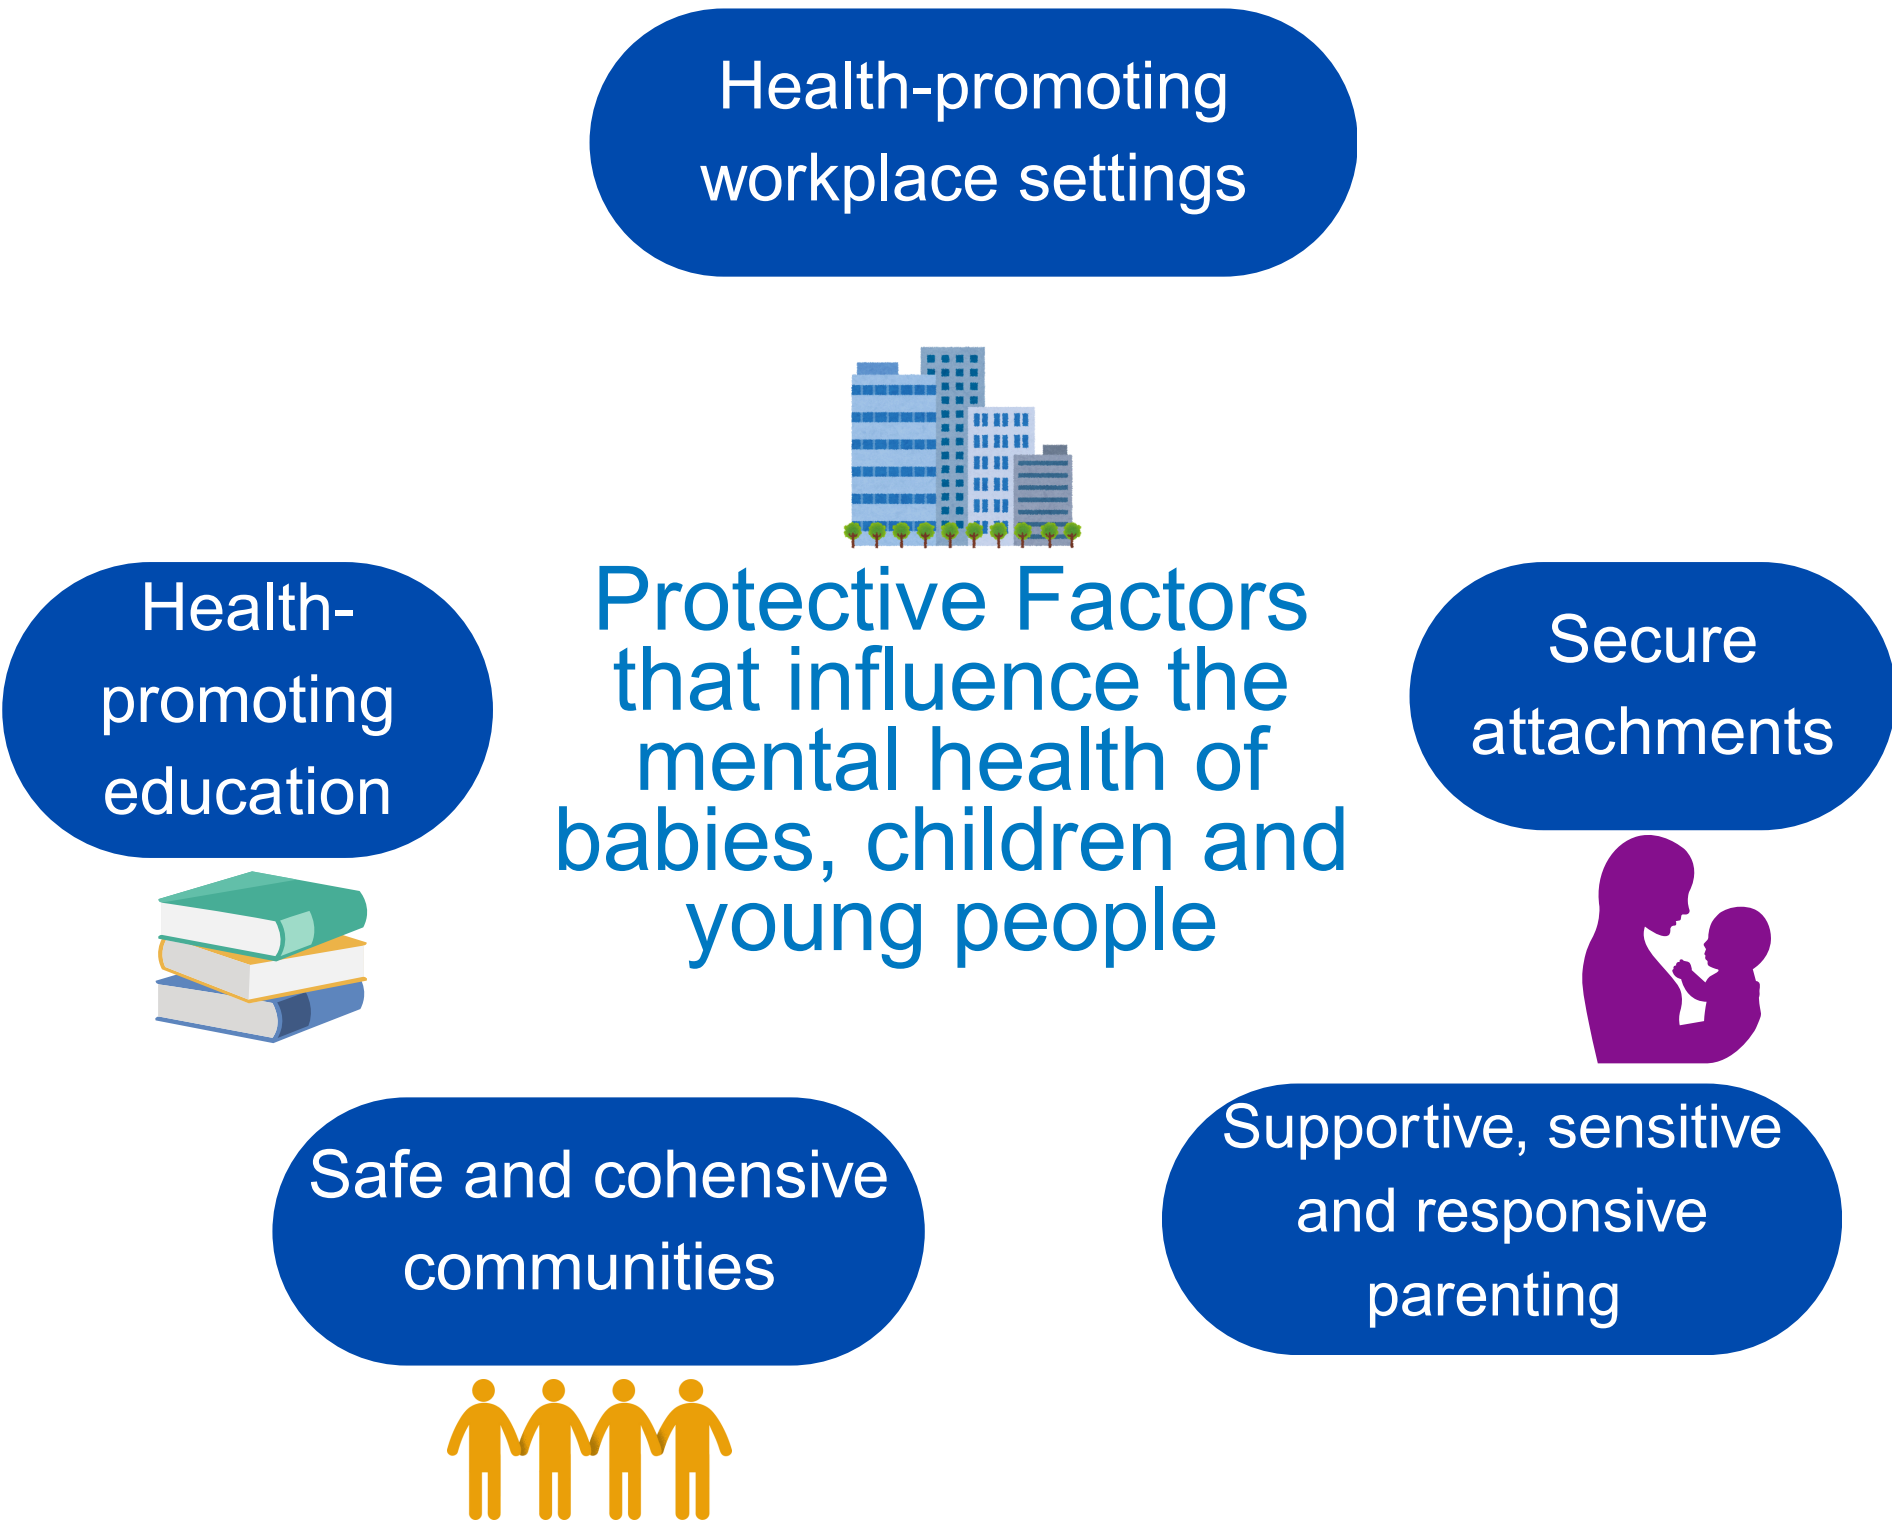 Health-promoting
workplace settings
Protective Factors
that influence the
mental health of
babies, children and
young people
Health-
promoting
education
Secure
attachments
Safe and cohensive
communities
Supportive, sensitive
and responsive
parenting